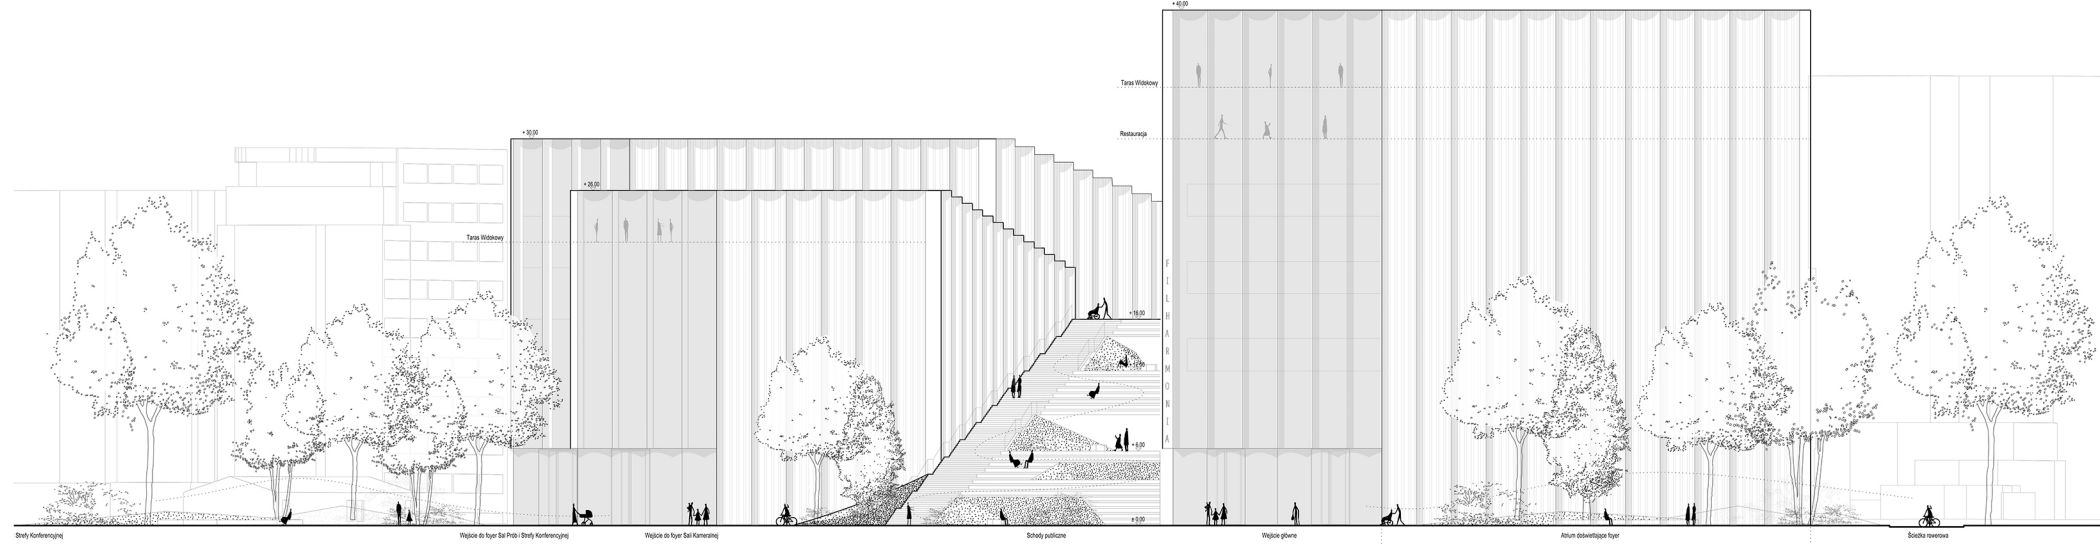 + 40,00
Taras Widokowy
Restauracja
+ 30,00
+ 26,00
Taras Widokowy
FILHARMONIA
+ 18,00
+ 6,00
± 0,00
Strefy Konferencyjnej
Wejście do foyer Sal Prób i Strefy Konferencyjnej
Wejście do foyer Sali Kameralnej
Schody publiczne
Wejście główne
Atrium doświetlające foyer
Ścieżka rowerowa